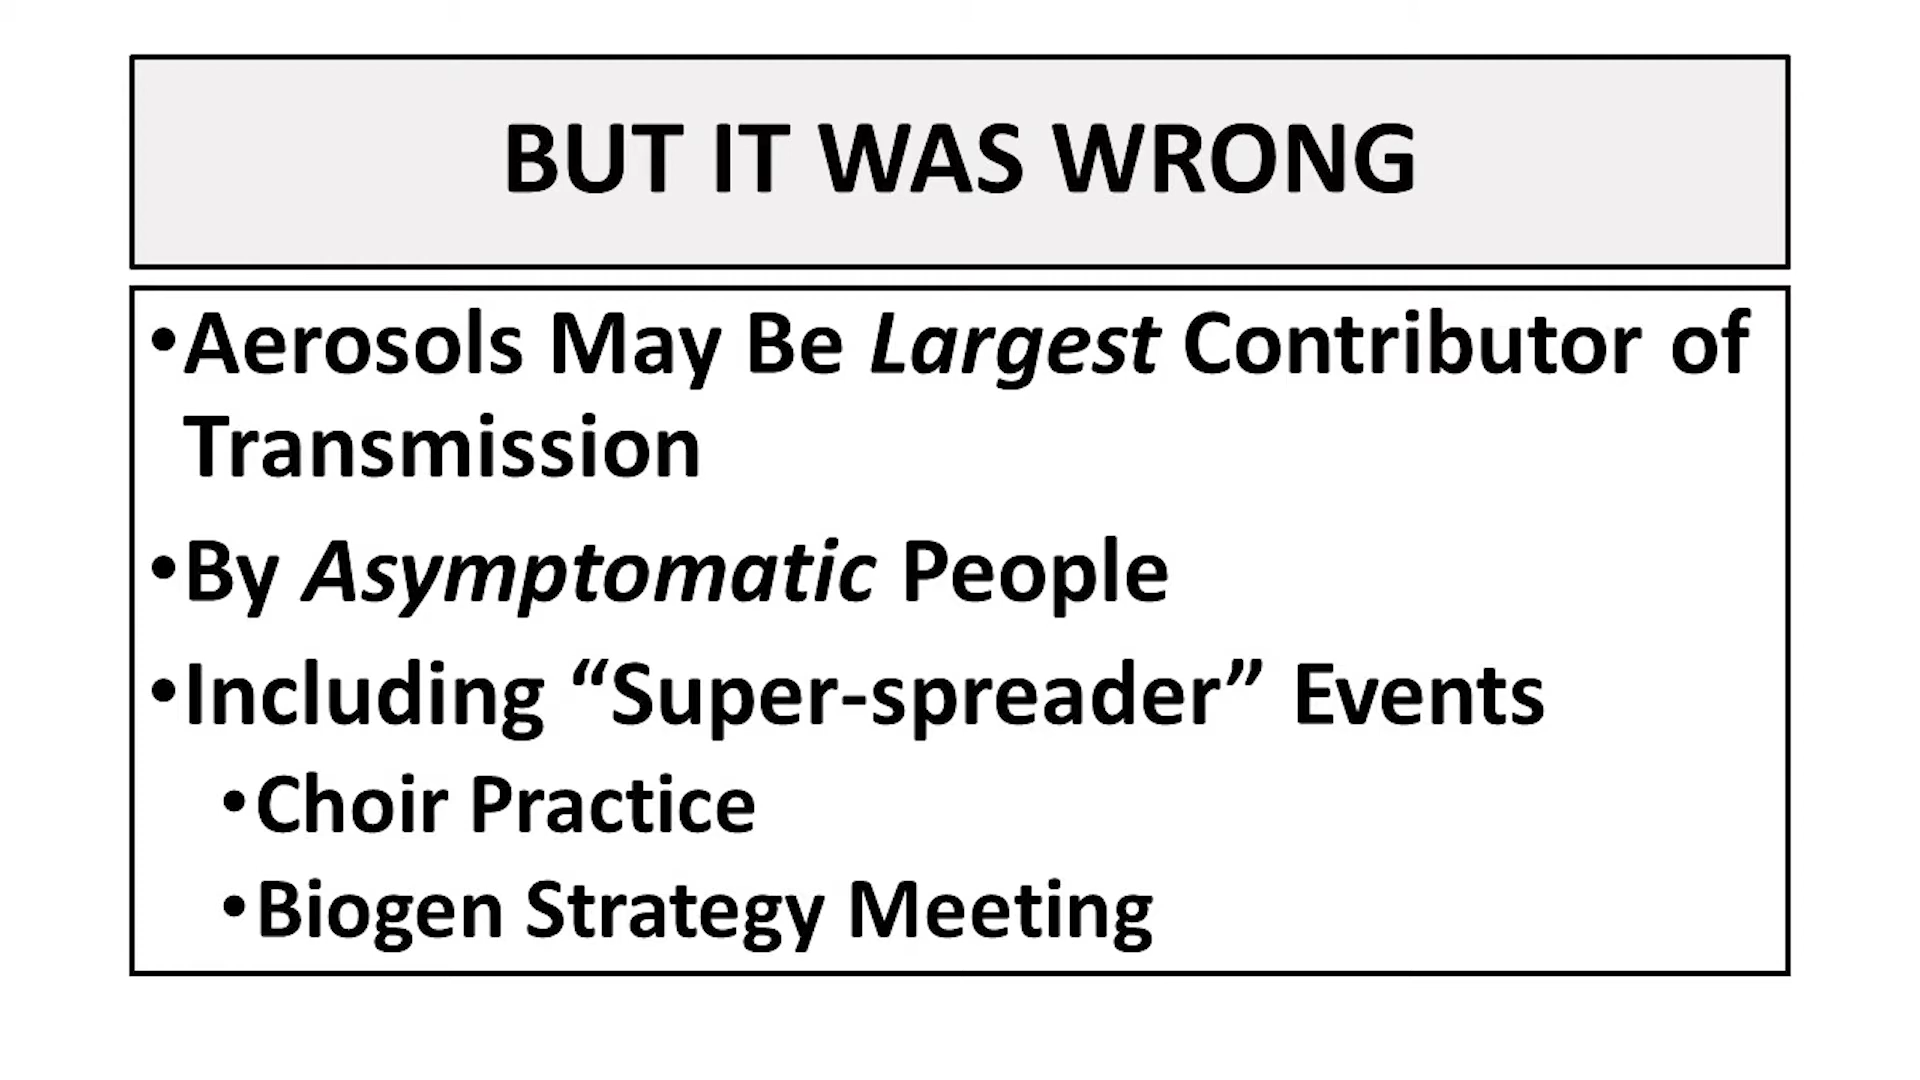 BUT IT WAS WRONG
•Aerosols May Be Largest Contributor of
Transmission
•By Asymptomatic People
•Including “Super-spreader” Events
•Choir Practice
•Biogen Strategy Meeting